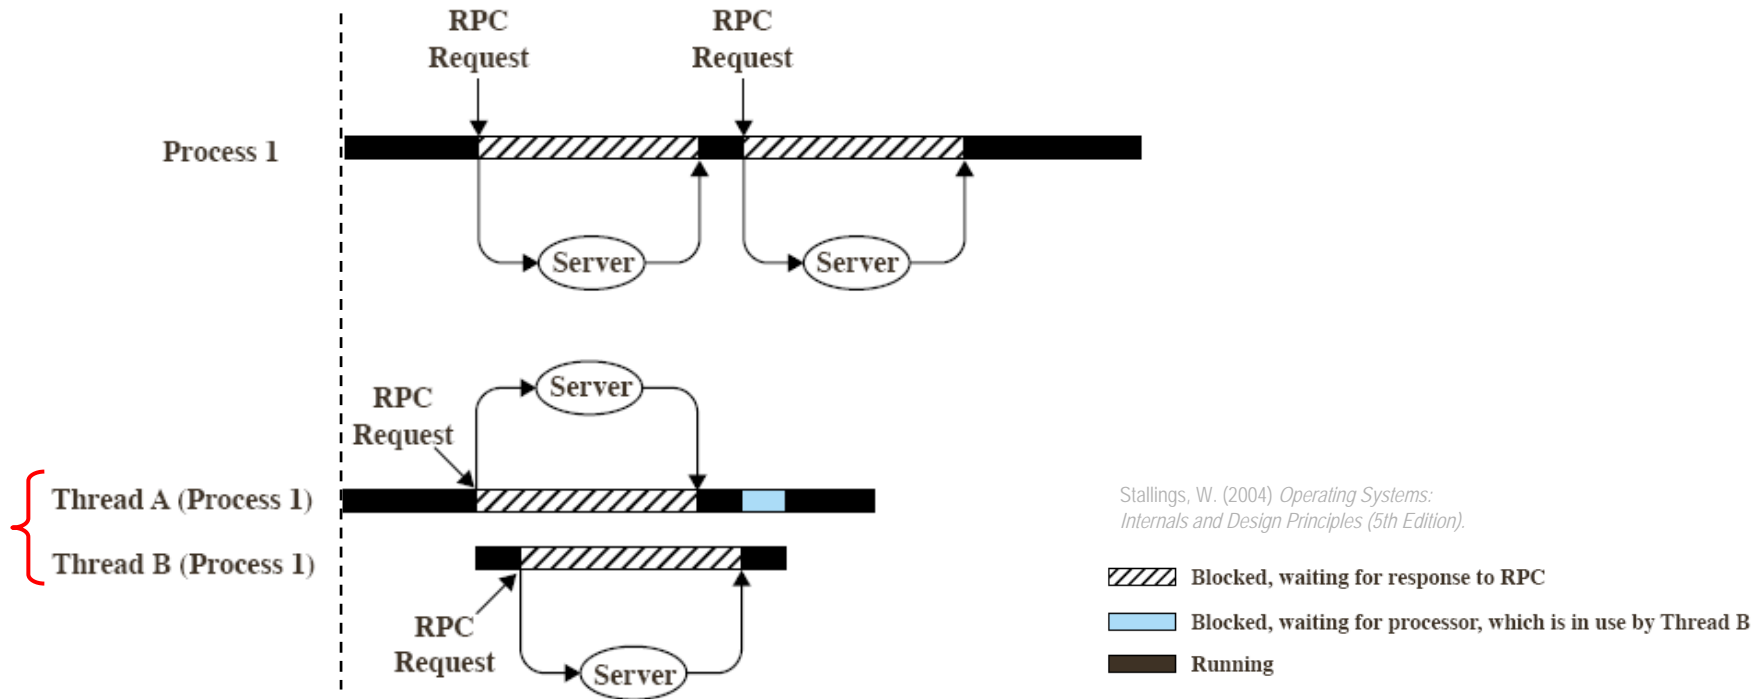 RPC
Request
RPC
Request
Process 1
Server
Server
Server
RPC
Request
Thread A (Process 1)
Thread B (Process 1)
RPC
Request
Server
Stallings, W. (2004) Operating Systems:
Internals and Design Principles (5th Edition).
Blocked, waiting for response to RPC
Blocked, waiting for processor, which is in use by Thread B
Running